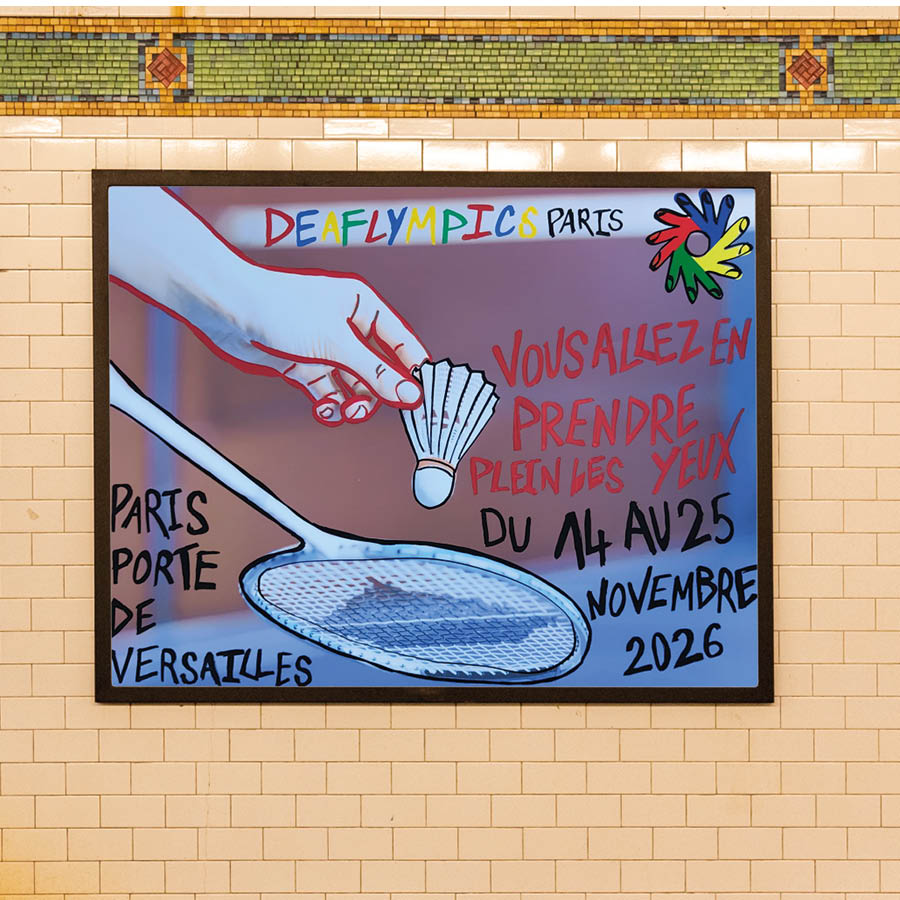 DEAFLYMPICS PARIS
VOUS ALLEZ EN
PRENDRE
PLEIN LES YEUX
DU 14 AU 25
NOVEMBRE
2026
PARIS
PORTE
DE
VERSAILLES